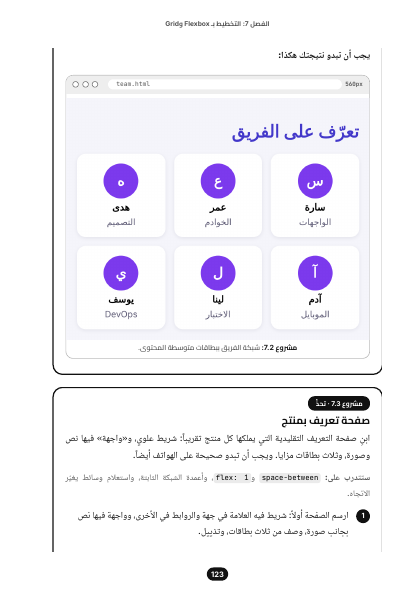 الفصل 7: التخطيط بـ Flexbox وGrid
يجب أن تبدو نتيجتك هكذا:
team.html
560px
تعرّف على الفريق
س
سارة
الواجهات
ع
عمر
الخوادم
ه
هدى
التصميم
آ
آدم
الموبايل
ل
لينا
الاختبار
ي
يوسف
DevOps
مشروع 7.2: شبكة الفريق ببطاقات متوسطة المحتوى.
مشروع 7.3 · تحدٍّ
صفحة تعريف بمنتج
ابنِ صفحة التعريف التقليدية التي يملكها كل منتج تقريباً: شريط علوي، و«واجهة» فيها نص
وصورة، وثلاث بطاقات مزايا. ويجب أن تبدو صحيحة على الهواتف أيضاً.
ستتدرب على: space-between و flex: 1، وأعمدة الشبكة الثابتة، واستعلام وسائط يغيّر
الاتجاه.
1 ارسم الصفحة أولاً: شريط فيه العلامة في جهة والروابط في الأخرى، وواجهة فيها نص
بجانب صورة، وصف من ثلاث بطاقات، وتذييل.
123